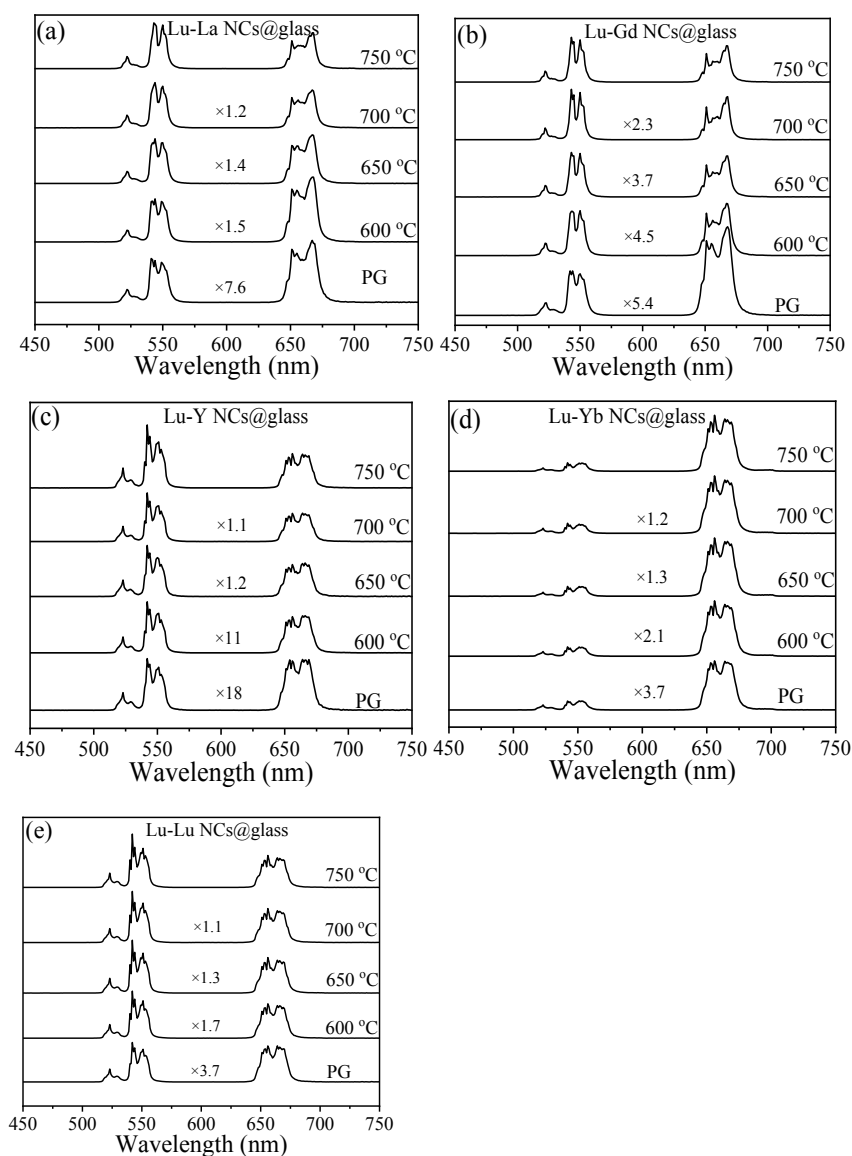 (a) Lu-La NCs@glass
750 °C
×1.2 700 °C
×1.4 650 °C
×1.5 600 °C
×7.6 PG
450 500 550 600 650 700 750
Wavelength (nm)
(b) Lu-Gd NCs@glass
750 °C
×2.3 700 °C
×3.7 650 °C
×4.5 600 °C
×5.4 PG
450 500 550 600 650 700 750
Wavelength (nm)
(c) Lu-Y NCs@glass
750 °C
×1.1 700 °C
×1.2 650 °C
×11 600 °C
×18 PG
450 500 550 600 650 700 750
Wavelength (nm)
(d) Lu-Yb NCs@glass
750 °C
×1.2 700 °C
×1.3 650 °C
×2.1 600 °C
×3.7 PG
450 500 550 600 650 700 750
Wavelength (nm)
(e) Lu-Lu NCs@glass
750 °C
×1.1 700 °C
×1.3 650 °C
×1.7 600 °C
×3.7 PG
450 500 550 600 650 700 750
Wavelength (nm)